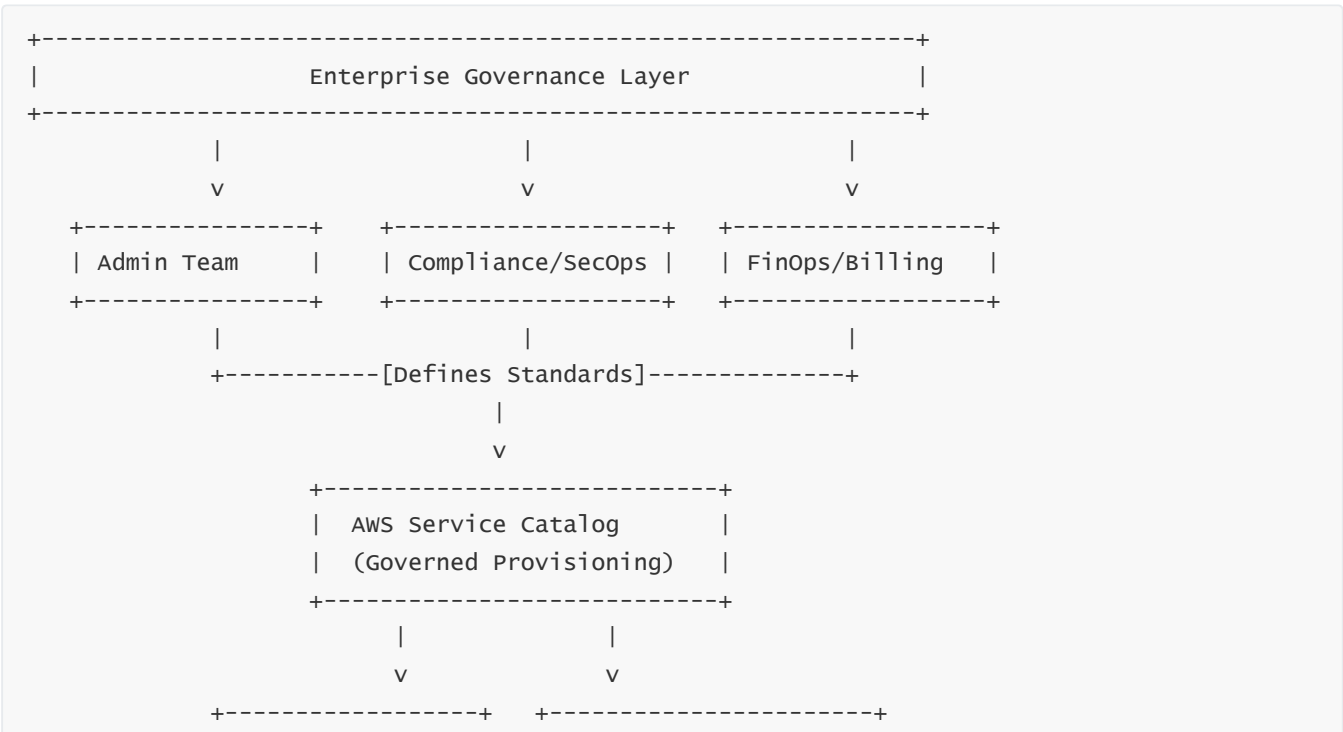 +--------------------------------------------------------------+
|                   Enterprise Governance Layer                |
+--------------------------------------------------------------+
             |                     |                      |
             v                     v                      v
   +----------------+    +-------------------+   +------------------+
   | Admin Team     |    | Compliance/SecOps |   | FinOps/Billing   |
   +----------------+    +-------------------+   +------------------+
             |                     |                      |
             +-----------[Defines Standards]--------------+
                                 |
                                 v
                    +----------------------------+
                    |  AWS Service Catalog       |
                    |  (Governed Provisioning)   |
                    +----------------------------+
                          |              |
                          v              v
             +------------------+   +-----------------------+